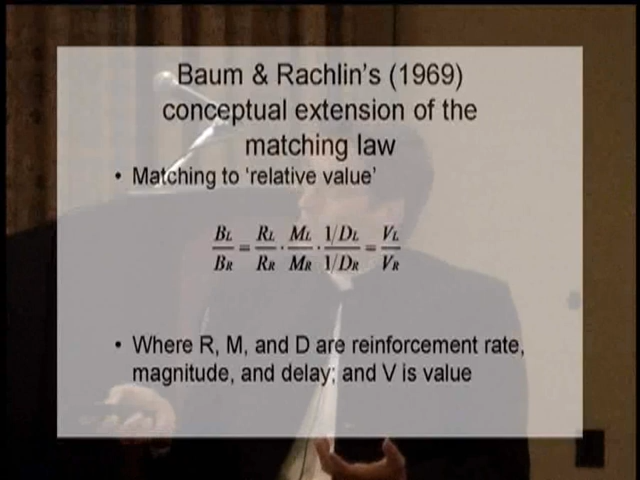 Baum & Rachlin's (1969)
conceptual extension of the
matching law
• Matching to 'relative value'
BL/BR = RL/RR · ML/MR · 1/DL/1/DR = VL/VR
• Where R, M, and D are reinforcement rate,
magnitude, and delay; and V is value